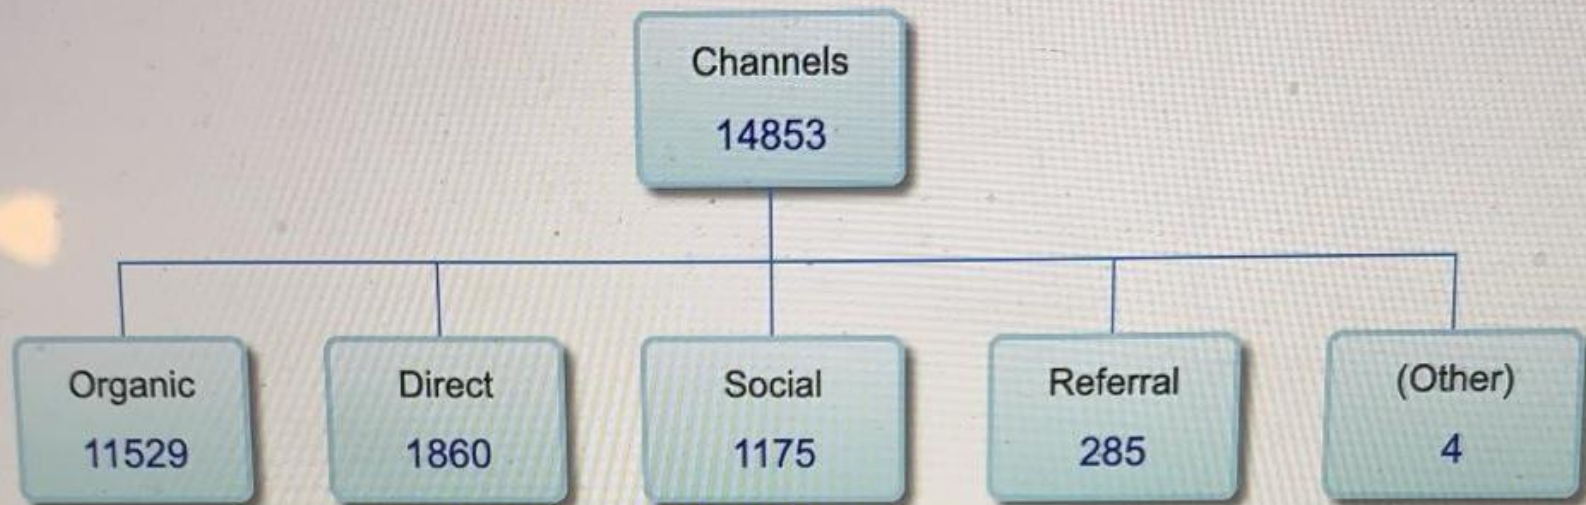 Channels
14853
Organic
11529
Direct
1860
Social
1175
Referral
285
(Other)
4